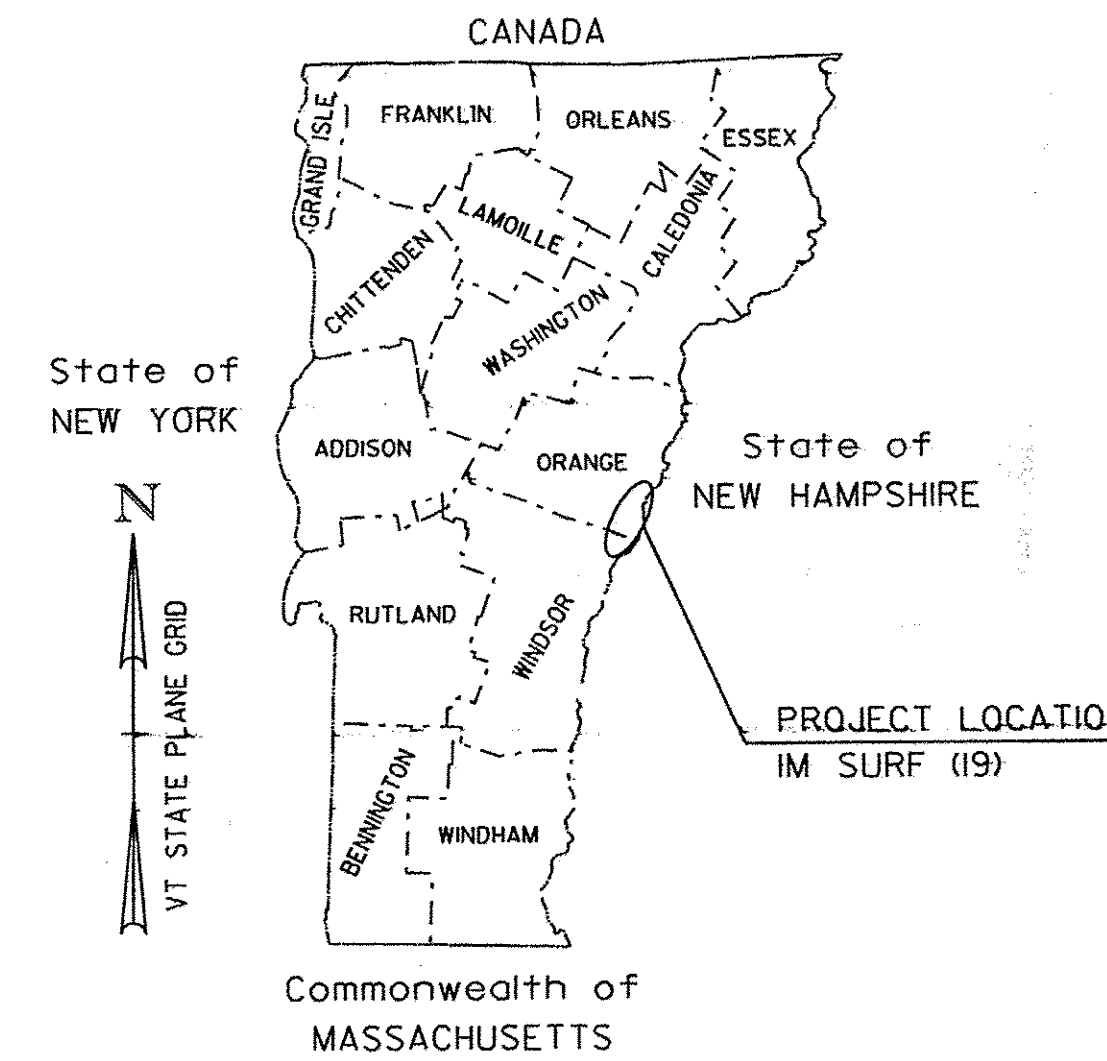 CANADA
GRAND ISLE
FRANKLIN
ORLEANS
ESSEX
LAMOILLE
CALEDONIA
CHITTENDEN
WASHINGTON
State of
NEW YORK
ADDISON
ORANGE
State of
NEW HAMPSHIRE
N
VT STATE PLANE GRID
RUTLAND
WINDSOR
PROJECT LOCATIO
IM SURF (19)
BENNINGTON
WINDHAM
Commonwealth of
MASSACHUSETTS